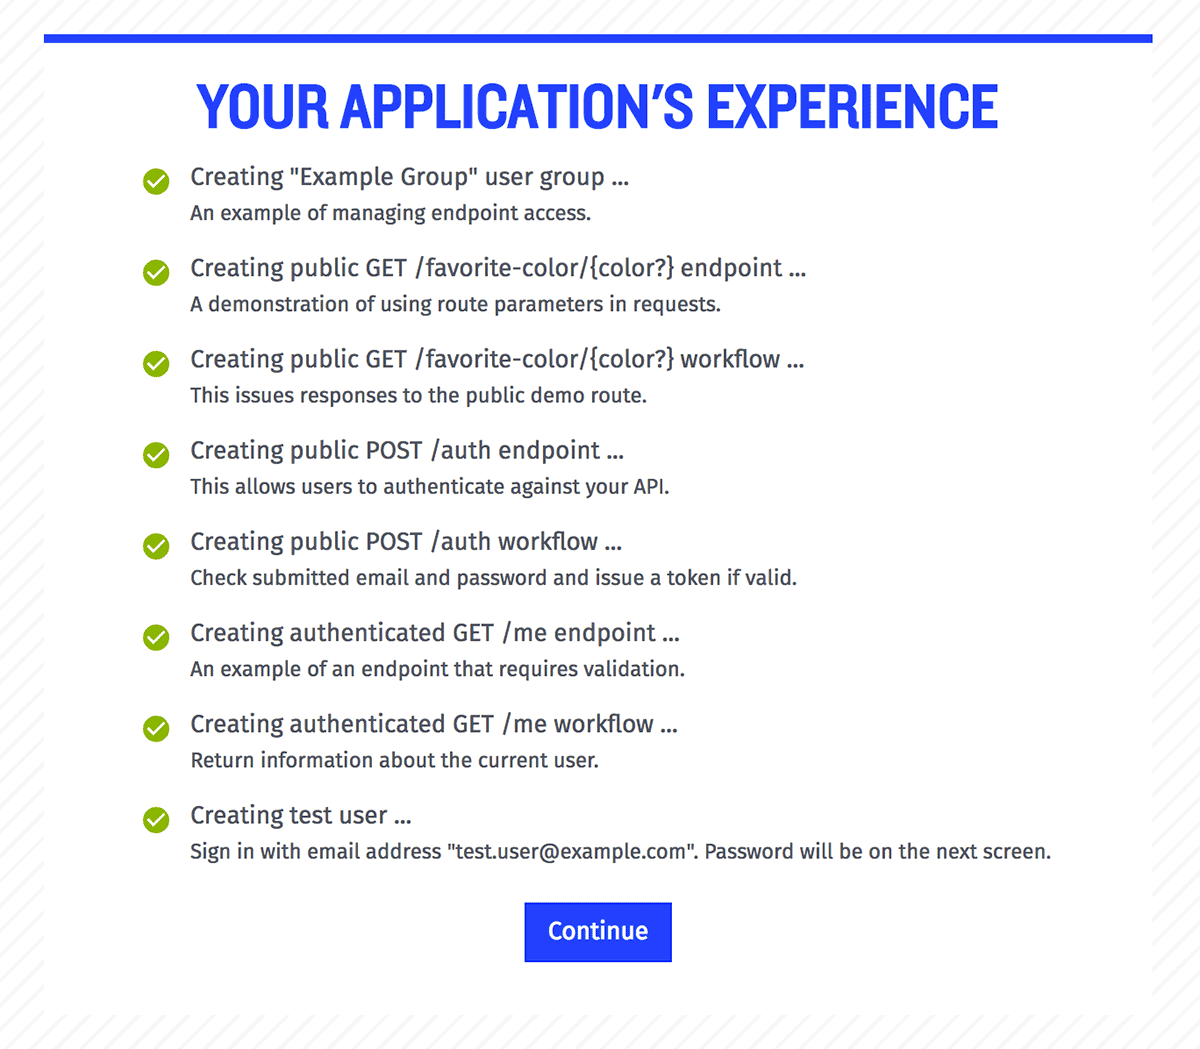 YOUR APPLICATION'S EXPERIENCE
Creating "Example Group" user group ...
An example of managing endpoint access.
Creating public GET /favorite-color/{color?} endpoint ...
A demonstration of using route parameters in requests.
Creating public GET /favorite-color/{color?} workflow ...
This issues responses to the public demo route.
Creating public POST /auth endpoint ...
This allows users to authenticate against your API.
Creating public POST /auth workflow ...
Check submitted email and password and issue a token if valid.
Creating authenticated GET /me endpoint ...
An example of an endpoint that requires validation.
Creating authenticated GET /me workflow ...
Return information about the current user.
Creating test user ...
Sign in with email address "test.user@example.com". Password will be on the next screen.
Continue